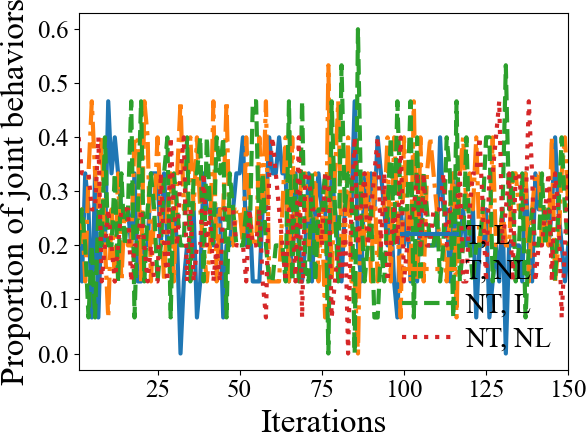 Proportion of joint behaviors
0.6
0.5
0.4
0.3
0.2
0.1
0.0
T, L
T, NL
NT, L
NT, NL
25 50 75 100 125 150
Iterations